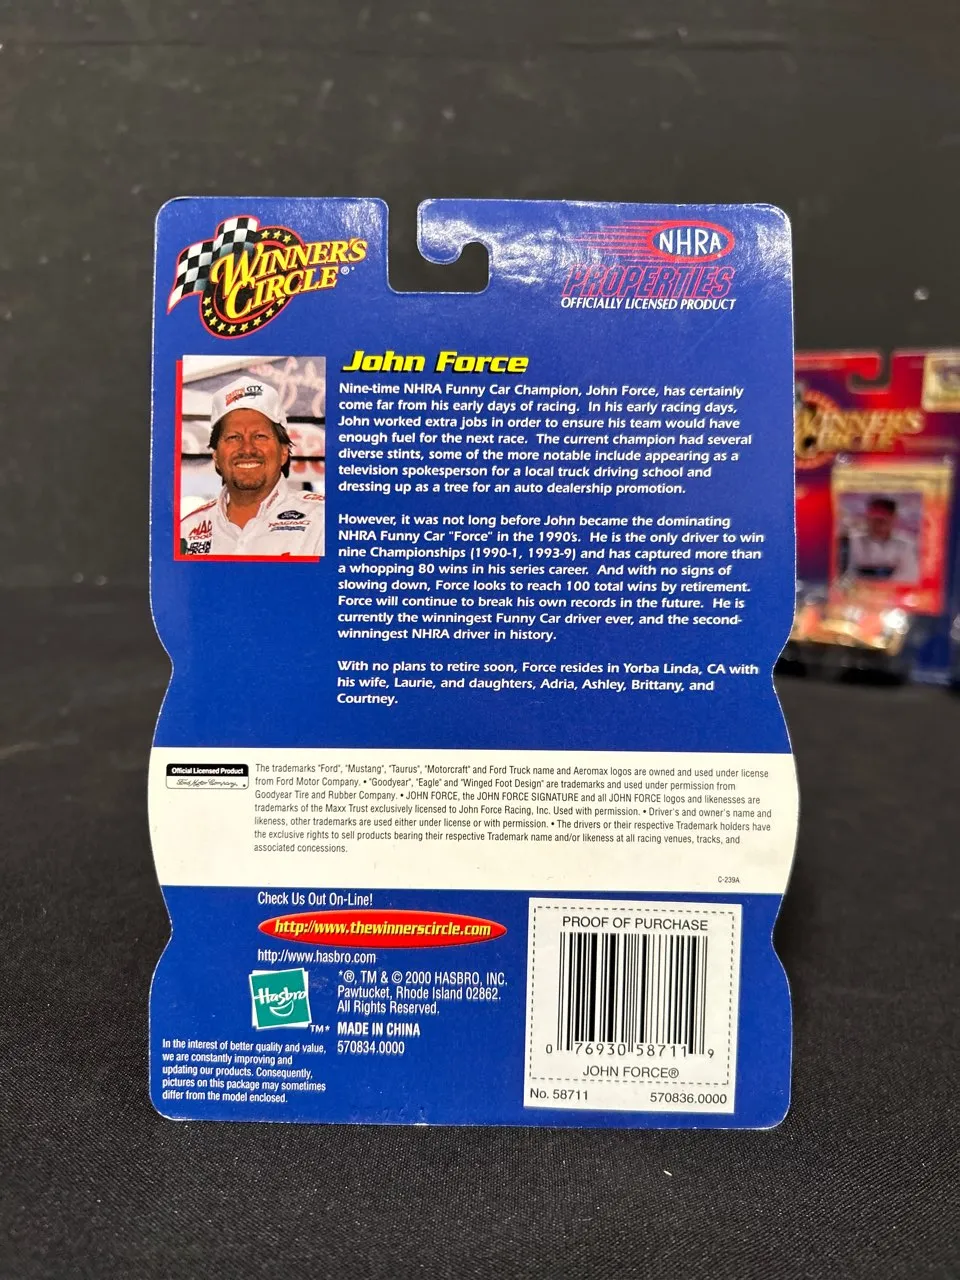 WINNER'S
CIRCLE®
NHRA
PROPERTIES
OFFICIALLY LICENSED PRODUCT
John Force
Nine-time NHRA Funny Car Champion, John Force, has certainly
come far from his early days of racing. In his early racing days,
John worked extra jobs in order to ensure his team would have
enough fuel for the next race. The current champion had several
diverse stints, some of the more notable include appearing as a
television spokesperson for a local truck driving school and
dressing up as a tree for an auto dealership promotion.
However, it was not long before John became the dominating
NHRA Funny Car "Force" in the 1990's. He is the only driver to win
nine Championships (1990-1, 1993-9) and has captured more than
a whopping 80 wins in his series career. And with no signs of
slowing down, Force looks to reach 100 total wins by retirement.
Force will continue to break his own records in the future. He is
currently the winningest Funny Car driver ever, and the second-
winningest NHRA driver in history.
With no plans to retire soon, Force resides in Yorba Linda, CA with
his wife, Laurie, and daughters, Adria, Ashley, Brittany, and
Courtney.
Official Licensed Product
Ford Motor Company
The trademarks "Ford", "Mustang", "Taurus", "Motorcraft" and Ford Truck name and Aeromax logos are owned and used under license
from Ford Motor Company. • "Goodyear", "Eagle" and "Winged Foot Design" are trademarks and used under permission from
Goodyear Tire and Rubber Company. • JOHN FORCE, the JOHN FORCE SIGNATURE and all JOHN FORCE logos and likenesses are
trademarks of the Maxx Trust exclusively licensed to John Force Racing, Inc. Used with permission. • Driver's and owner's name and
likeness, other trademarks are used either under license or with permission. • The drivers or their respective Trademark holders have
the exclusive rights to sell products bearing their respective Trademark name and/or likeness at all racing venues, tracks, and
associated concessions.
C-239A
Check Us Out On-Line!
http://www.thewinnerscircle.com
http://www.hasbro.com
Hasbro
TM*
*®, TM & © 2000 HASBRO, INC.
Pawtucket, Rhode Island 02862.
All Rights Reserved.
MADE IN CHINA
570834.0000
In the interest of better quality and value,
we are constantly improving and
updating our products. Consequently,
pictures on this package may sometimes
differ from the model enclosed.
PROOF OF PURCHASE
0 76930 58711 9
JOHN FORCE®
No. 58711 570836.0000
WINNER'S
CIRCLE